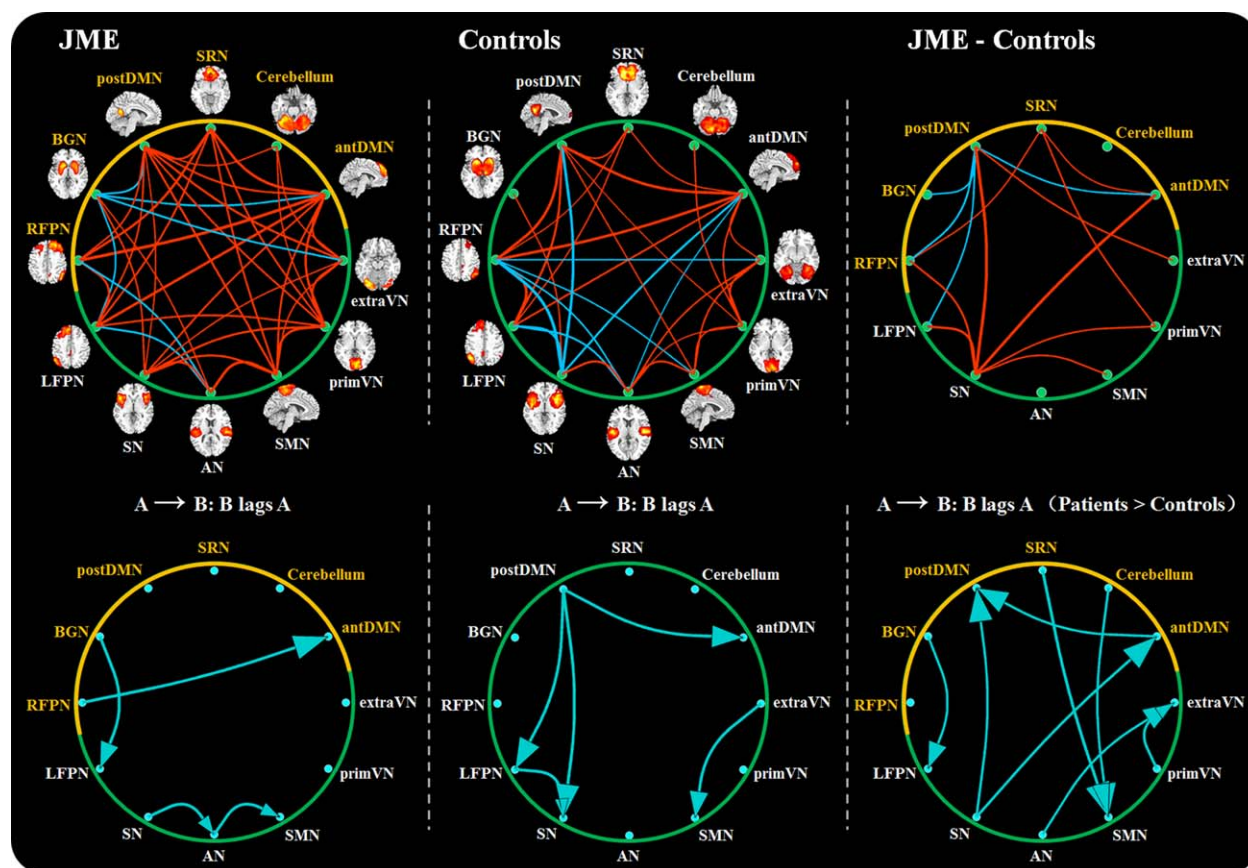 JME
Controls
JME - Controls
SRN
postDMN
Cerebellum
BGN
antDMN
RFPN
extraVN
LFPN
primVN
SN
SMN
AN
SRN
postDMN
Cerebellum
BGN
antDMN
RFPN
extraVN
LFPN
primVN
SN
SMN
AN
SRN
postDMN
Cerebellum
BGN
antDMN
RFPN
extraVN
LFPN
primVN
SN
SMN
AN
A → B: B lags A
A → B: B lags A
A → B: B lags A （Patients > Controls）
SRN
postDMN
Cerebellum
BGN
antDMN
RFPN
extraVN
LFPN
primVN
SN
SMN
AN
SRN
postDMN
Cerebellum
BGN
antDMN
RFPN
extraVN
LFPN
primVN
SN
SMN
AN
SRN
postDMN
Cerebellum
BGN
antDMN
RFPN
extraVN
LFPN
primVN
SN
SMN
AN